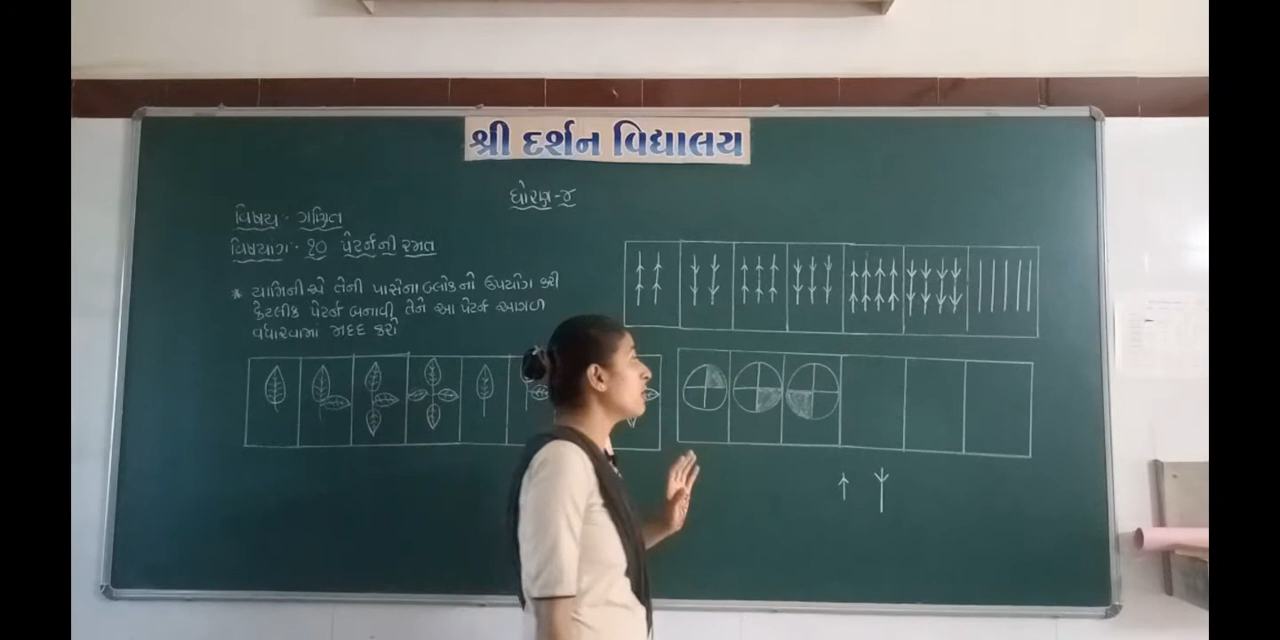 શ્રી દર્શન વિદ્યાલય
ધોરણ-૪
વિષય - ગણિત
વિષયાંગ - ૧૦ પેટર્નની રમત
* યામિની એ તેની પાસેના બ્લોકનો ઉપયોગ કરી
કેટલીક પેટર્ન બનાવી તેને આ પેટર્ન આગળ
વધારવામાં મદદ કરો